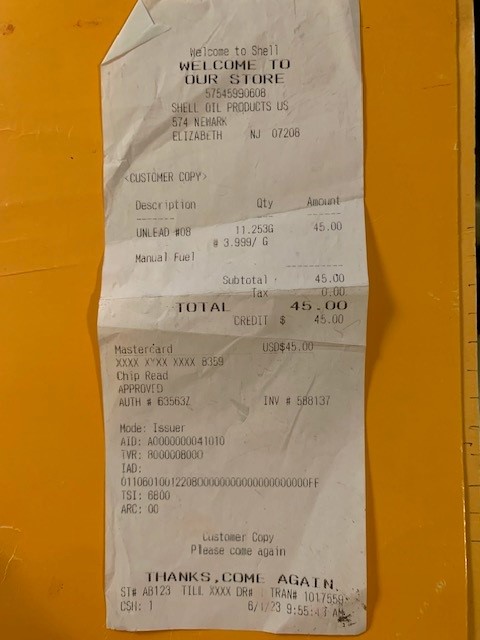 Welcome to Shell
WELCOME TO
OUR STORE
57545990608
SHELL OIL PRODUCTS US
574 NEWARK
ELIZABETH NJ 07208
<CUSTOMER COPY>
Description Qty Amount
UNLEAD #08 11.253G 45.00
@ 3.999/ G
Manual Fuel
Subtotal 45.00
Tax 0.00
TOTAL 45.00
CREDIT $ 45.00
Mastercard USD$45.00
XXXX XXXX XXXX 8359
Chip Read
APPROVED
AUTH # INV # 588137
Mode: Issuer
AID: A0000000041010
TVR: 8000008000
IAD:
TSI: 6800
ARC: 00
Customer Copy
Please come again
THANKS,COME AGAIN.
ST# AB123 TILL XXXX DR# TRAN#
CSH: 1 AM